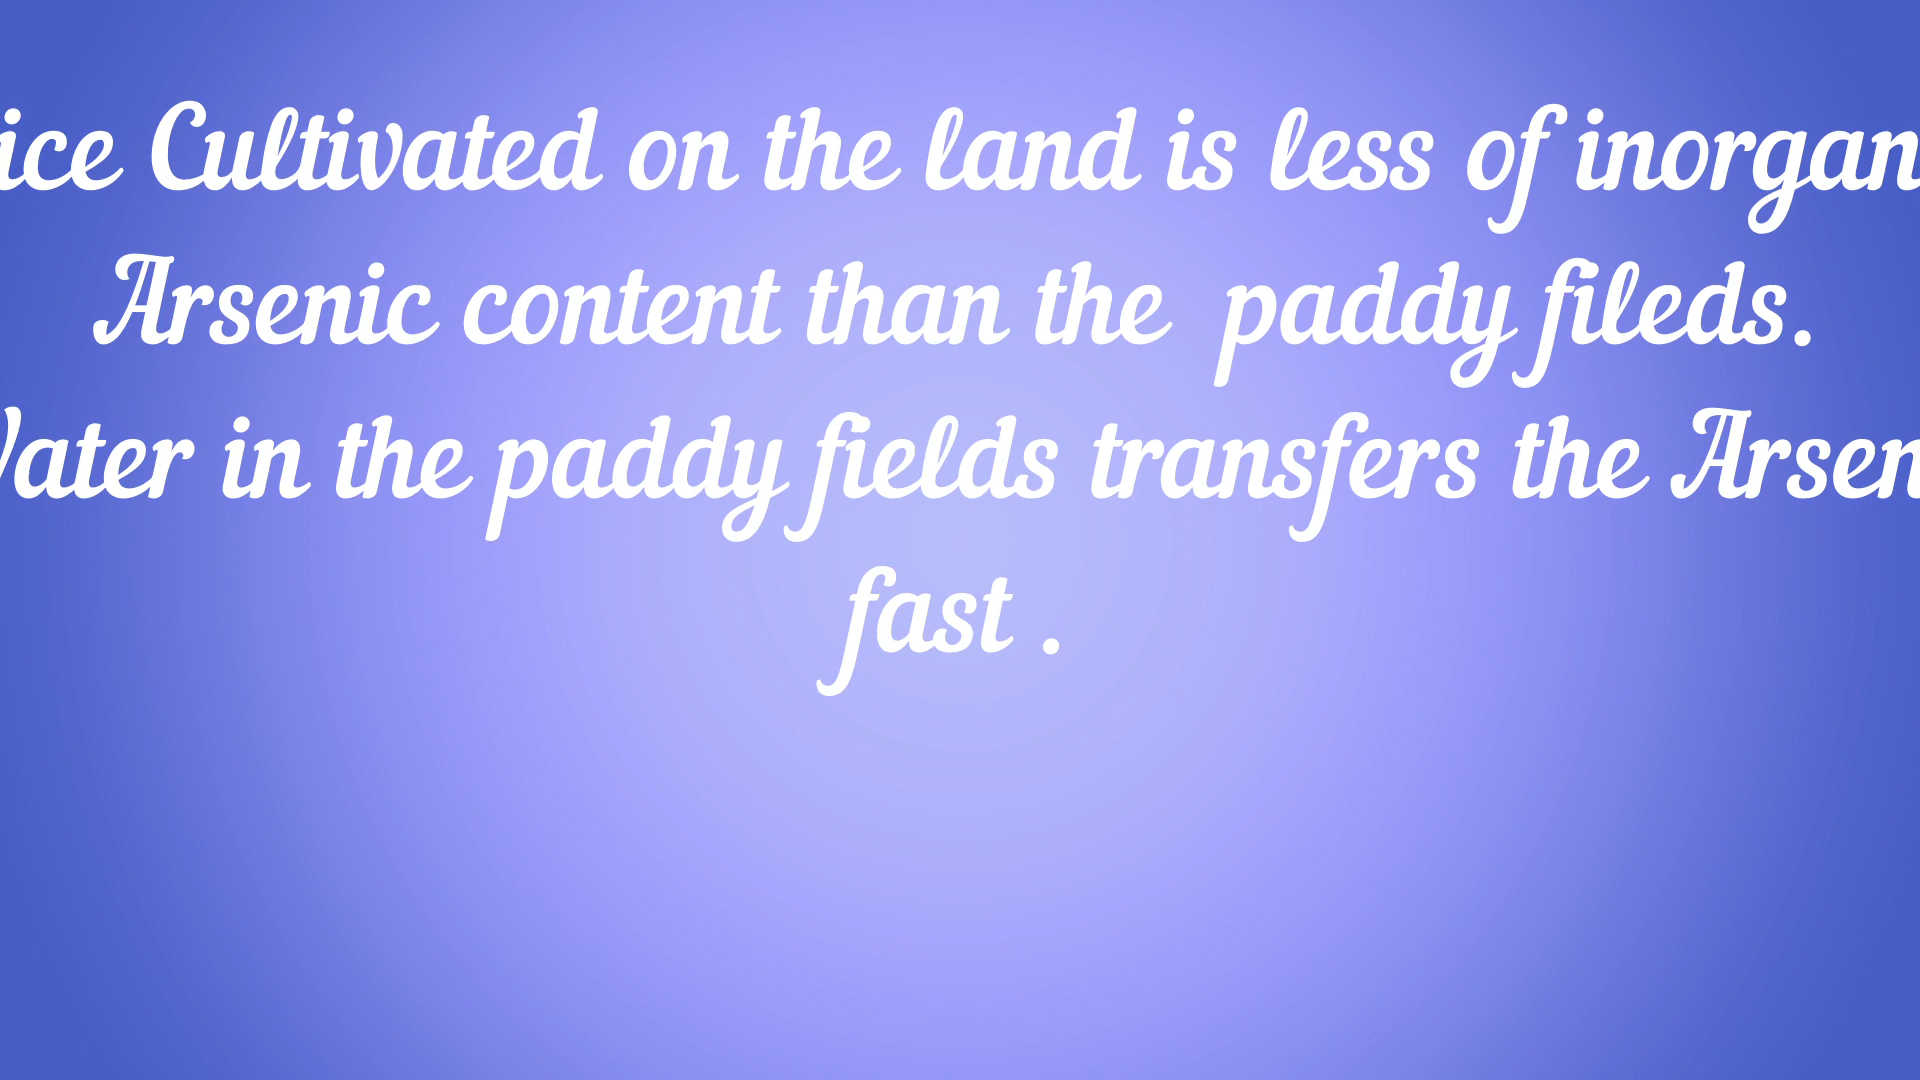 ice Cultivated on the land is less of inorgan
Arsenic content than the paddy fileds.
Water in the paddy fields transfers the Arsen
fast .